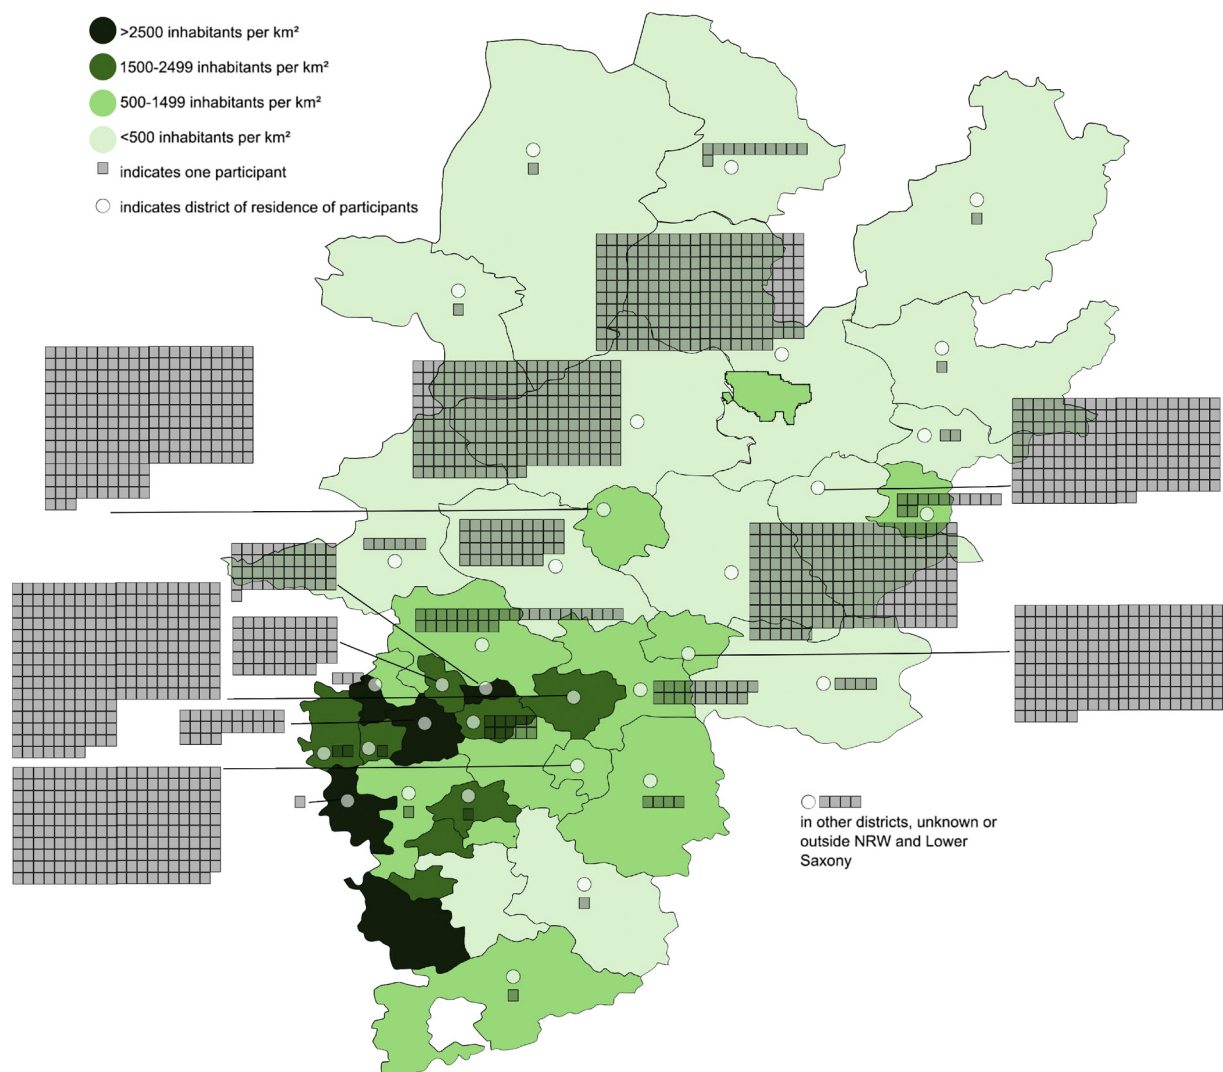 >2500 inhabitants per km²
1500-2499 inhabitants per km²
500-1499 inhabitants per km²
<500 inhabitants per km²
indicates one participant
indicates district of residence of participants
in other districts, unknown or
outside NRW and Lower
Saxony